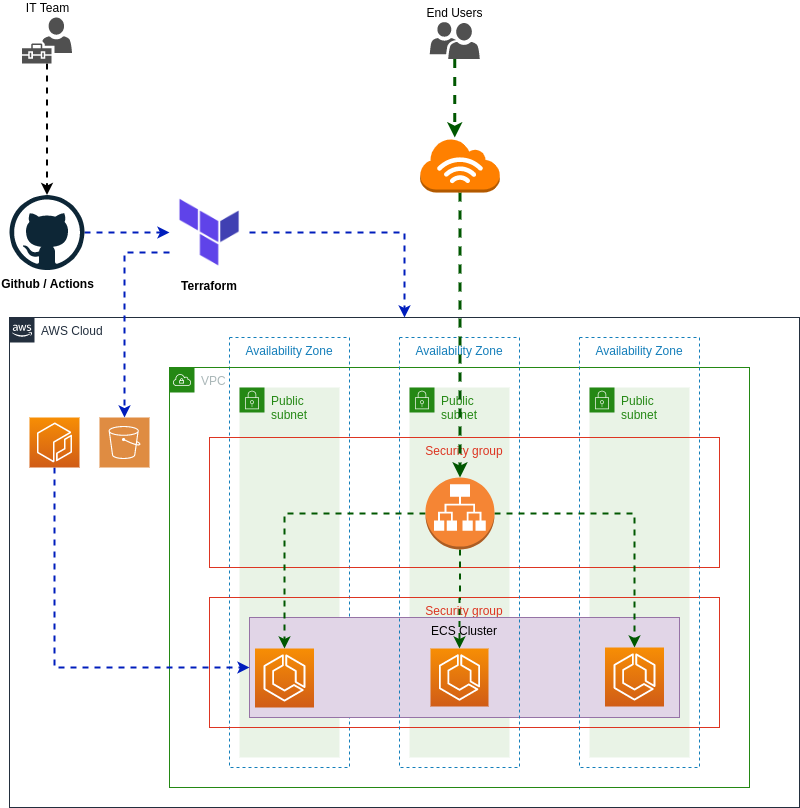 IT Team
End Users
Github / Actions
Terraform
aws
AWS Cloud
Availability Zone
Availability Zone
Availability Zone
VPC
Public
subnet
Public
subnet
Public
subnet
Security group
Security group
ECS Cluster